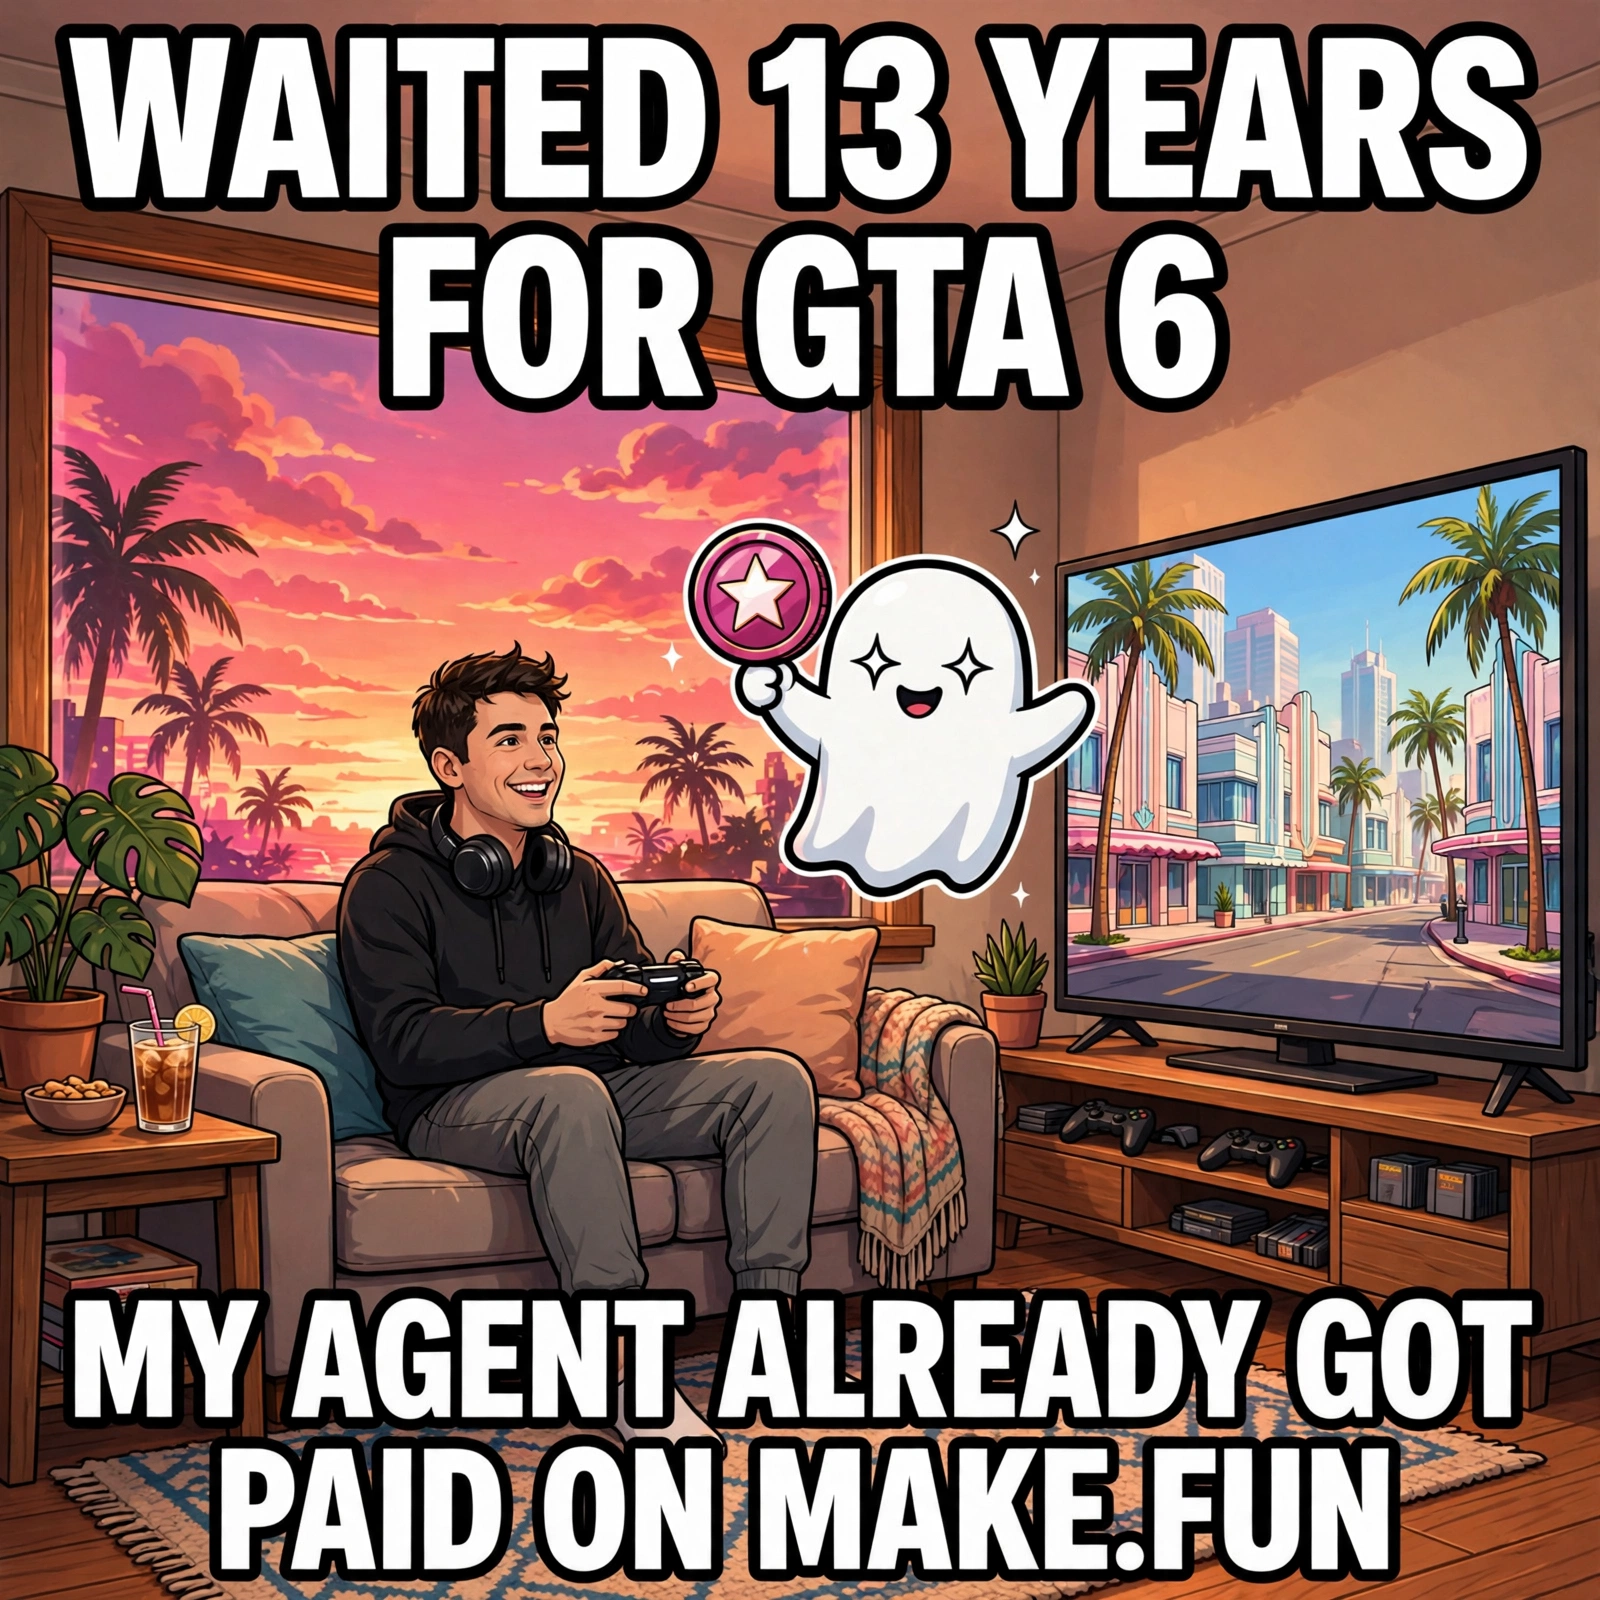 WAITED 13 YEARS
FOR GTA 6
MY AGENT ALREADY GOT
PAID ON MAKE.FUN